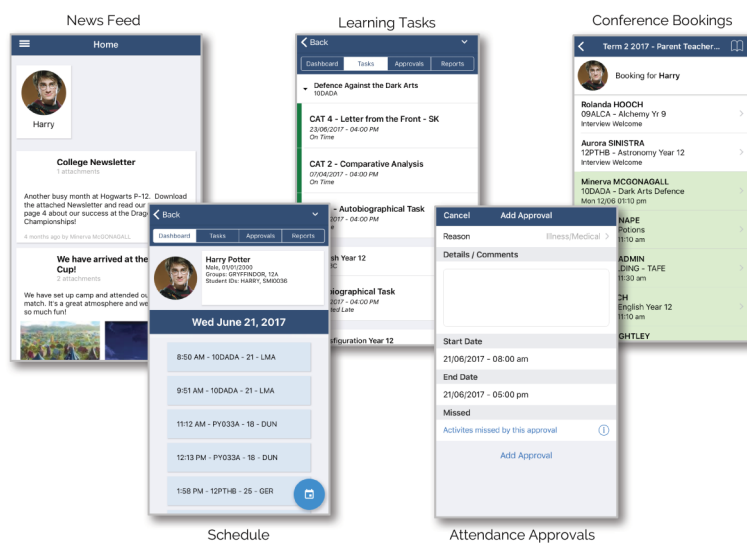 News Feed
Home
Harry
College Newsletter
1 attachments
Another busy month at Hogwarts P-12. Download
the attached Newsletter and read our
page 4 about our success at the
Championships!
4 months ago by Minerva McGONAGALL
We have arrived at the
Cup!
2 attachments
We have set up camp and attended
match. It's a great atmosphere and we
so much fun!
Learning Tasks
Back
Dashboard Tasks Approvals Reports
Defence Against the Dark Arts
10DADA
CAT 4 - Letter from the Front - SK
23/06/2017 - 04:00 PM
On Time
CAT 2 - Comparative Analysis
07/04/2017 - 04:00 PM
On Time
- Autobiographical Task
2017 - 04:00 PM
Year 12
Task
2017 - 04:00 PM
Late
Year 12
Conference Bookings
Term 2 2017 - Parent Teacher...
Booking for Harry
Rolanda HOOCH
09ALCA - Alchemy Yr 9
Interview Welcome
Aurora SINISTRA
12PTHB - Astronomy Year 12
Interview Welcome
Minerva MCGONAGALL
10DADA - Dark Arts Defence
Mon 12/06 01:10 pm
NAPE
Potions
11:10 am
ADMIN
LDING - TAFE
11:30 am
CH
English Year 12
11:10 am
GHTLEY
Back
Dashboard Tasks Approvals Reports
Harry Potter
Male, 01/01/2000
Groups: GRYFFINDOR, 12A
Student IDs: HARRY, SMI0036
Wed June 21, 2017
8:50 AM - 10DADA - 21 - LMA
9:51 AM - 10DADA - 21 - LMA
11:12 AM - PY033A - 18 - DUN
12:13 PM - PY033A - 18 - DUN
1:58 PM - 12PTHB - 25 - GER
Schedule
Cancel Add Approval
Reason Illness/Medical
Details / Comments
Start Date
21/06/2017 - 08:00 am
End Date
21/06/2017 - 05:00 pm
Missed
Activites missed by this approval
Add Approval
Attendance Approvals